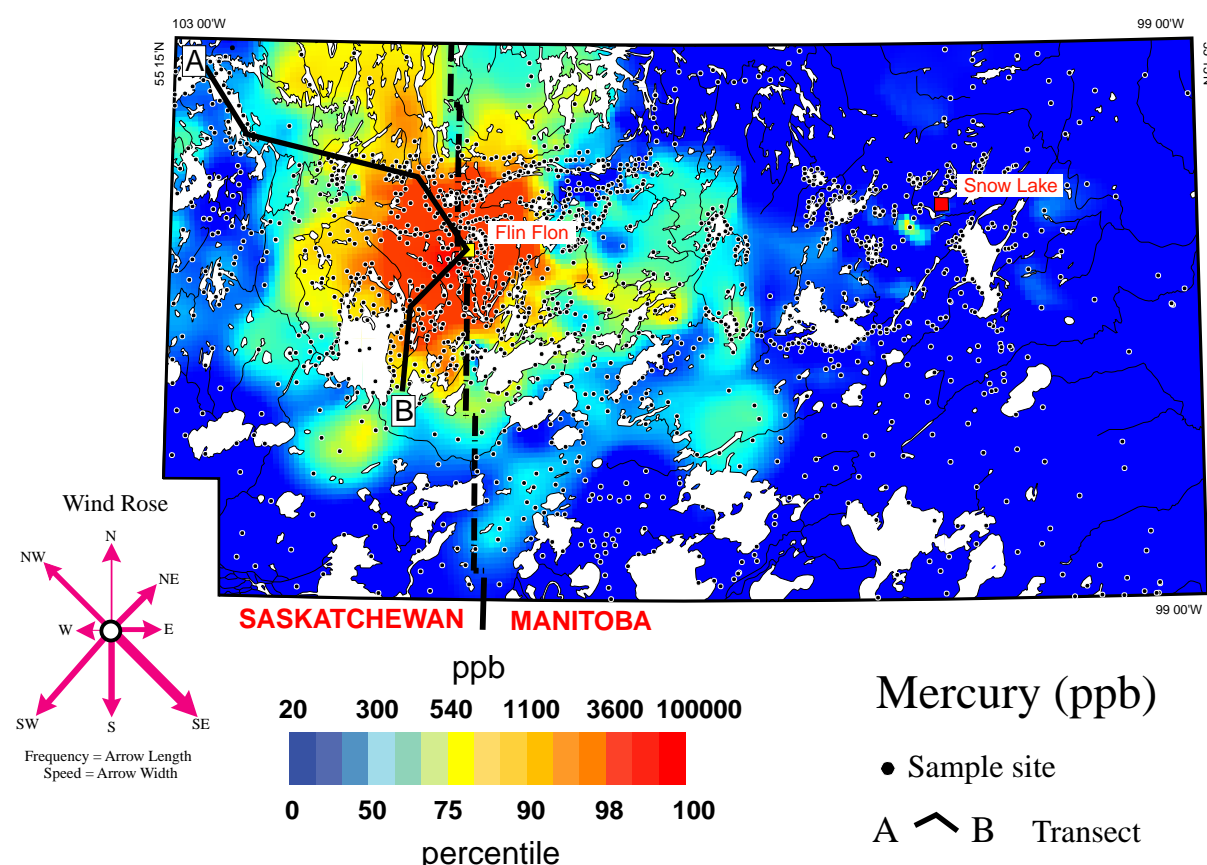 103 00'W
99 00'W
55 15'N
A
Snow Lake
Flin Flon
B
Wind Rose
N
NW
NE
W
E
SW
S
SE
Frequency = Arrow Length
Speed = Arrow Width
99 00'W
SASKATCHEWAN
MANITOBA
ppb
20 300 540 1100 3600 100000
0 50 75 90 98 100
percentile
Mercury (ppb)
Sample site
A B Transect